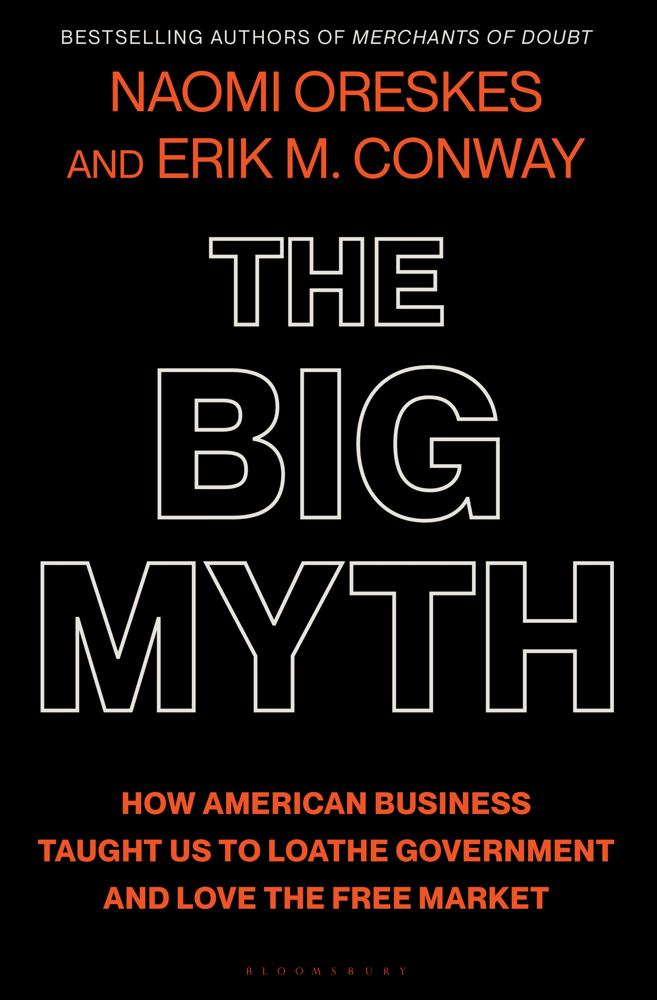 BESTSELLING AUTHORS OF MERCHANTS OF DOUBT
NAOMI ORESKES
AND ERIK M. CONWAY
THE
BIG
MYTH
HOW AMERICAN BUSINESS
TAUGHT US TO LOATHE GOVERNMENT
AND LOVE THE FREE MARKET
BLOOMSBURY